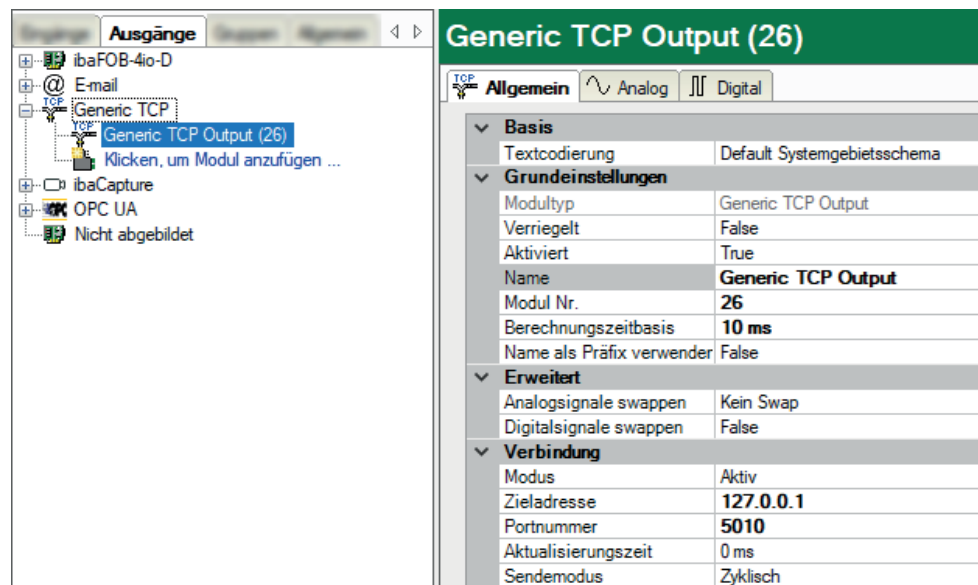 Ausgänge
ibaFOB-4io-D
E-mail
Generic TCP
Generic TCP Output (26)
Klicken, um Modul anzufügen ...
ibaCapture
OPC UA
Nicht abgebildet
Generic TCP Output (26)
Allgemein Analog Digital
Basis
Textcodierung Default Systemgebietsschema
Grundeinstellungen
Modultyp Generic TCP Output
Verriegelt False
Aktiviert True
Name Generic TCP Output
Modul Nr. 26
Berechnungszeitbasis 10 ms
Name als Präfix verwender False
Erweitert
Analogsignale swappen Kein Swap
Digitalsignale swappen False
Verbindung
Modus Aktiv
Zieladresse 127.0.0.1
Portnummer 5010
Aktualisierungszeit 0 ms
Sendemodus Zyklisch